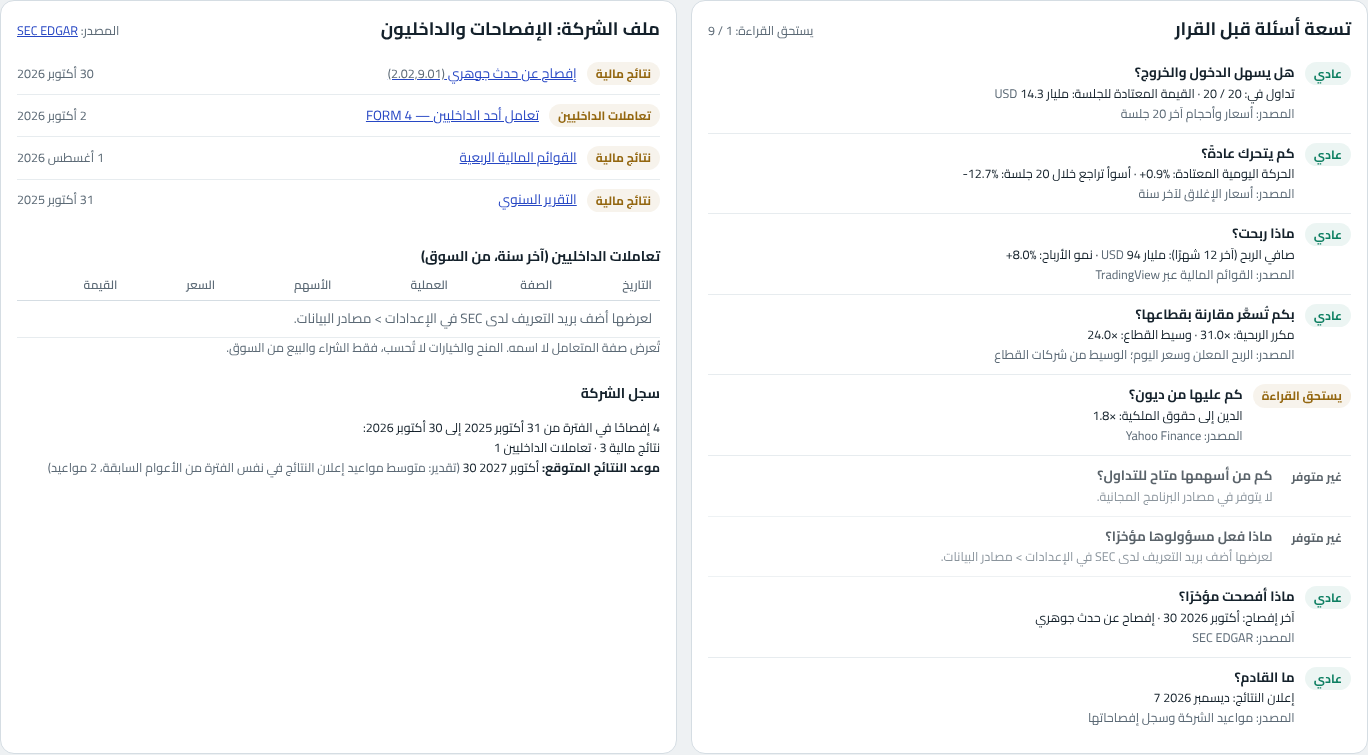 تسعة أسئلة قبل القرار
يستحق القراءة: 1 / 9
عادي
هل يسهل الدخول والخروج؟
تداول في: 20 / 20 · القيمة المعتادة للجلسة: مليار 14.3 USD
المصدر: أسعار وأحجام آخر 20 جلسة
عادي
كم يتحرك عادةً؟
الحركة اليومية المعتادة: %0.9+ · أسوأ تراجع خلال 20 جلسة: %12.7-
المصدر: أسعار الإغلاق لآخر سنة
عادي
ماذا ربحت؟
صافي الربح (آخر 12 شهرًا): مليار 94 USD · نمو الأرباح: %8.0+
المصدر: القوائم المالية عبر TradingView
عادي
بكم تُسعَّر مقارنة بقطاعها؟
مكرر الربحية: ×31.0 · وسيط القطاع: ×24.0
المصدر: الربح المعلن وسعر اليوم؛ الوسيط من شركات القطاع
يستحق القراءة
كم عليها من ديون؟
الدين إلى حقوق الملكية: ×1.8
المصدر: Yahoo Finance
غير متوفر
كم من أسهمها متاح للتداول؟
لا يتوفر في مصادر البرنامج المجانية.
غير متوفر
ماذا فعل مسؤولوها مؤخرًا؟
لعرضها أضف بريد التعريف لدى SEC في الإعدادات > مصادر البيانات.
عادي
ماذا أفصحت مؤخرًا؟
آخر إفصاح: أكتوبر 2026 30 · إفصاح عن حدث جوهري
المصدر: SEC EDGAR
عادي
ما القادم؟
إعلان النتائج: ديسمبر 2026 7
المصدر: مواعيد الشركة وسجل إفصاحاتها
ملف الشركة: الإفصاحات والداخليون
المصدر: SEC EDGAR
نتائج مالية
إفصاح عن حدث جوهري (2.02,9.01)
30 أكتوبر 2026
تعاملات الداخليين
تعامل أحد الداخليين — FORM 4
2 أكتوبر 2026
نتائج مالية
القوائم المالية الربعية
1 أغسطس 2026
نتائج مالية
التقرير السنوي
31 أكتوبر 2025
تعاملات الداخليين (آخر سنة، من السوق)
التاريخ الصفة العملية الأسهم السعر القيمة
لعرضها أضف بريد التعريف لدى SEC في الإعدادات > مصادر البيانات.
تُعرض صفة المتعامل لا اسمه. المنح والخيارات لا تُحسب، فقط الشراء والبيع من السوق.
سجل الشركة
4 إفصاحًا في الفترة من 31 أكتوبر 2025 إلى 30 أكتوبر 2026:
نتائج مالية 3 · تعاملات الداخليين 1
موعد النتائج المتوقع: أكتوبر 2027 30 (تقدير: متوسط مواعيد إعلان النتائج في نفس الفترة من الأعوام السابقة، 2 مواعيد)